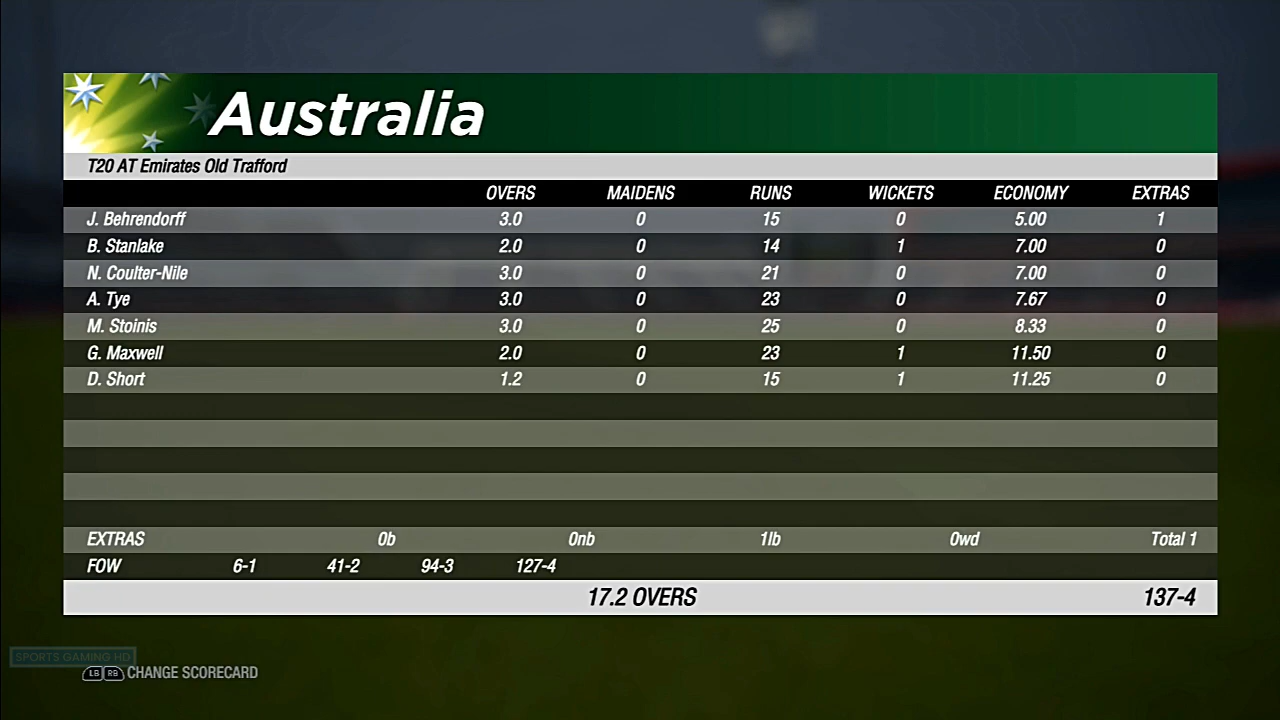 Australia
T20 AT Emirates Old Trafford
OVERS MAIDENS RUNS WICKETS ECONOMY EXTRAS
J. Behrendorff 3.0 0 15 0 5.00 1
B. Stanlake 2.0 0 14 1 7.00 0
N. Coulter-Nile 3.0 0 21 0 7.00 0
A. Tye 3.0 0 23 0 7.67 0
M. Stoinis 3.0 0 25 0 8.33 0
G. Maxwell 2.0 0 23 1 11.50 0
D. Short 1.2 0 15 1 11.25 0
EXTRAS 0b 0nb 1lb 0wd Total 1
FOW 6-1 41-2 94-3 127-4
17.2 OVERS 137-4
SPORTS GAMING HD
LB RB CHANGE SCORECARD